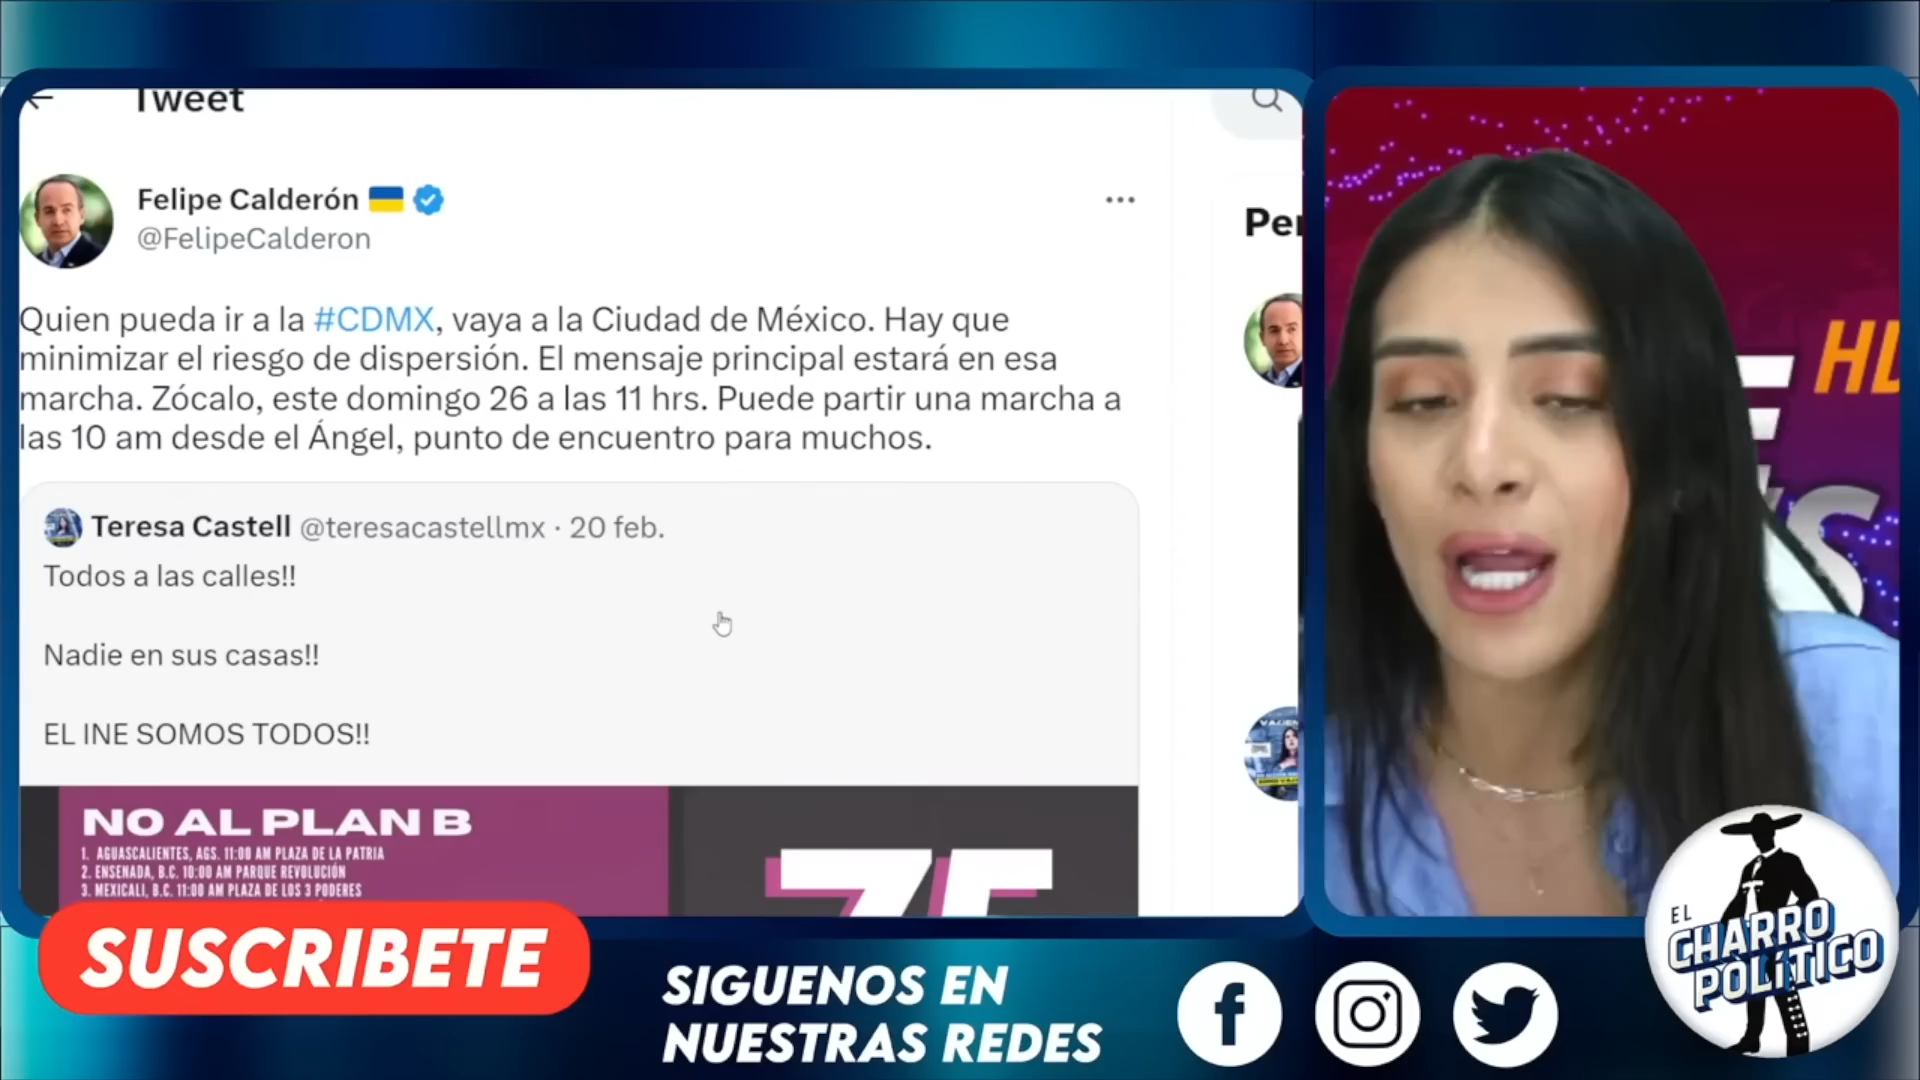 Tweet
Felipe Calderón
@FelipeCalderon
Quien pueda ir a la #CDMX, vaya a la Ciudad de México. Hay que
minimizar el riesgo de dispersión. El mensaje principal estará en esa
marcha. Zócalo, este domingo 26 a las 11 hrs. Puede partir una marcha a
las 10 am desde el Ángel, punto de encuentro para muchos.
Teresa Castell @teresacastellmx · 20 feb.
Todos a las calles!!
Nadie en sus casas!!
EL INE SOMOS TODOS!!
NO AL PLAN B
1. AGUASCALIENTES, AGS. 11:00 AM PLAZA DE LA PATRIA
2. ENSENADA, B.C. 10:00 AM PARQUE REVOLUCIÓN
3. MEXICALI, B.C. 11:00 AM PLAZA DE LOS 3 PODERES
Per
SUSCRIBETE
SIGUENOS EN
NUESTRAS REDES
EL
CHARRO
POLÍTICO